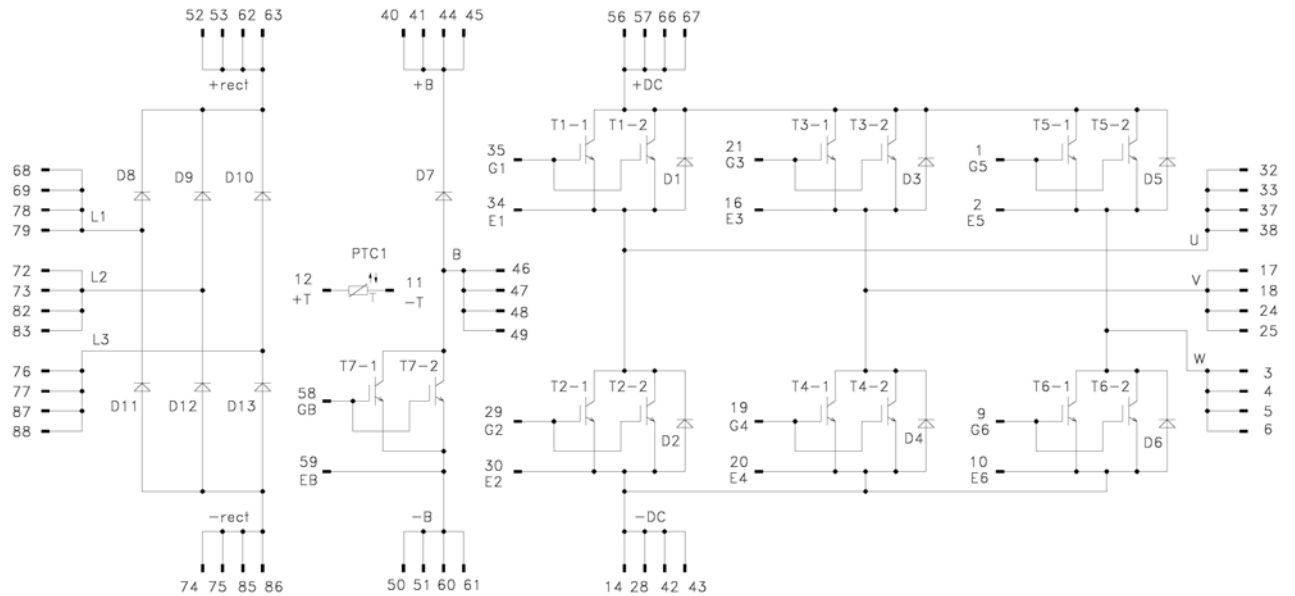 52 53 62 63
40 41 44 45
56 57 66 67
+rect
+B
+DC
T1-1 T1-2
T3-1 T3-2
T5-1 T5-2
35
G1
21
G3
1
G5
68
69
78
79
L1
D8
D9
D10
D7
D1
D3
D5
32
33
37
38
34
E1
16
E3
2
E5
U
72
73
82
83
L2
PTC1
12
+T
T
11
-T
B
46
47
48
49
17
18
24
25
V
L3
76
77
87
88
W
3
4
5
6
T7-1 T7-2
T2-1 T2-2
T4-1 T4-2
T6-1 T6-2
D11
D12
D13
58
GB
29
G2
19
G4
9
G6
D2
D4
D6
59
EB
30
E2
20
E4
10
E6
-rect
-B
-DC
74 75 85 86
50 51 60 61
14 28 42 43